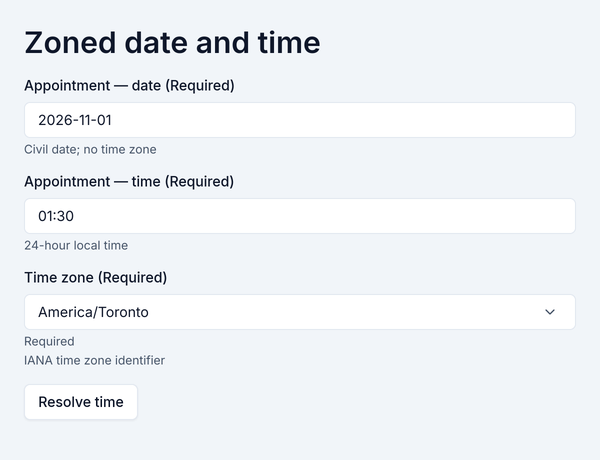 Zoned date and time
Appointment — date (Required)
2026-11-01
Civil date; no time zone
Appointment — time (Required)
01:30
24-hour local time
Time zone (Required)
America/Toronto
Required
IANA time zone identifier
Resolve time